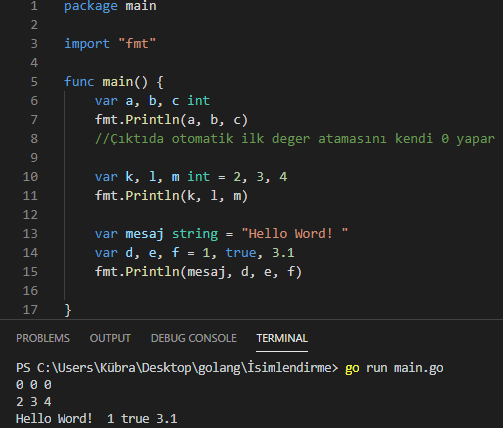 1 package main
2
3 import "fmt"
4
5 func main() {
6 var a, b, c int
7 fmt.Println(a, b, c)
8 //Çıktıda otomatik ilk deger atamasını kendi 0 yapar
9
10 var k, l, m int = 2, 3, 4
11 fmt.Println(k, l, m)
12
13 var mesaj string = "Hello Word! "
14 var d, e, f = 1, true, 3.1
15 fmt.Println(mesaj, d, e, f)
16
17 }
PROBLEMS OUTPUT DEBUG CONSOLE TERMINAL
PS C:\Users\Kübra\Desktop\golang\İsimlendirme> go run main.go
0 0 0
2 3 4
Hello Word!  1 true 3.1